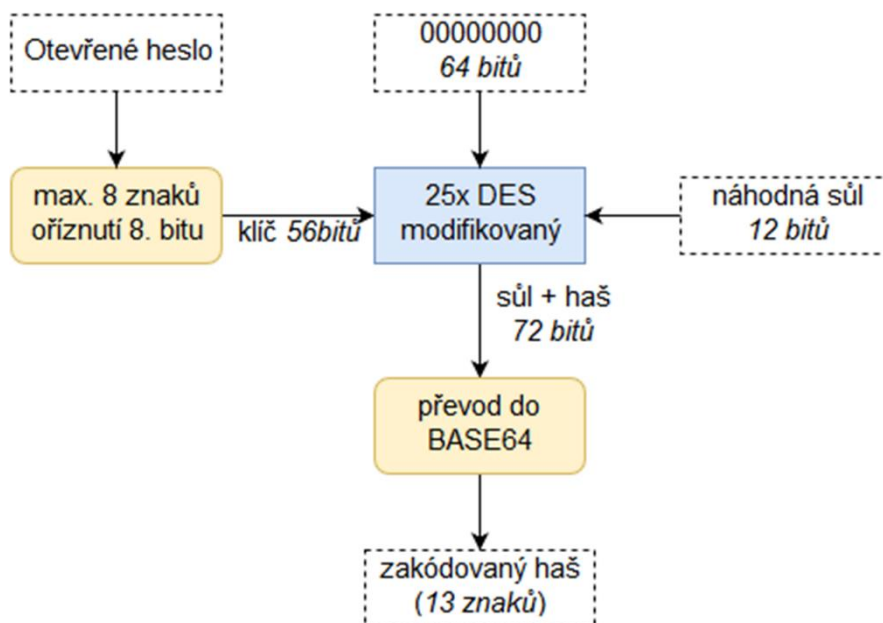 Otevřené heslo
00000000
64 bitů
max. 8 znaků
oříznutí 8. bitu
klíč 56bitů
25x DES
modifikovaný
náhodná sůl
12 bitů
sůl + haš
72 bitů
převod do
BASE64
zakódovaný haš
(13 znaků)